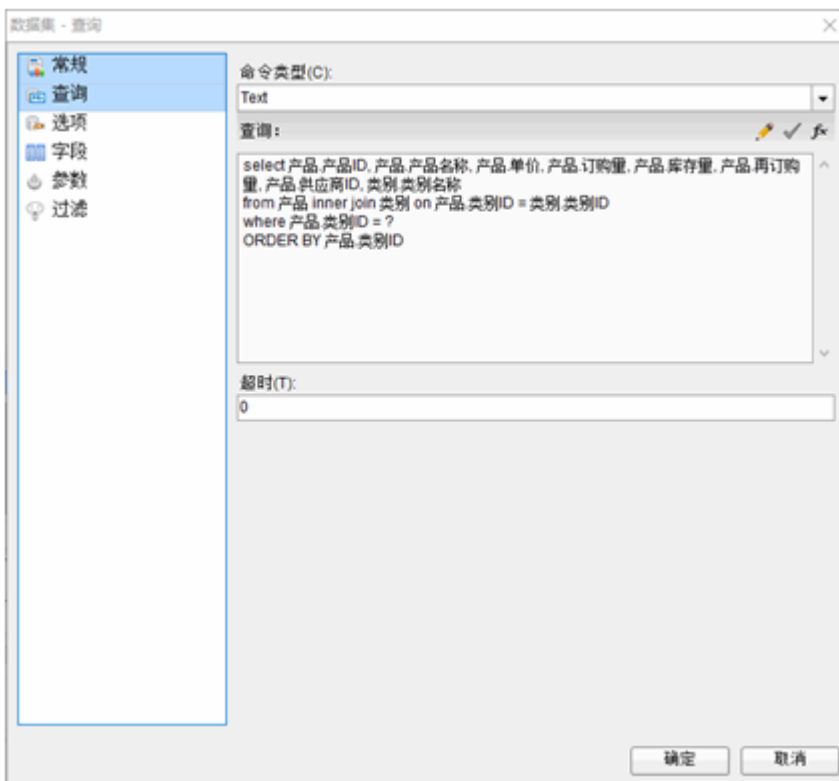 数据集 - 查询
常规
查询
选项
字段
参数
过滤
命令类型(C):
Text
查询:
fx
select 产品.产品ID, 产品.产品名称, 产品.单价, 产品.订购量, 产品.库存量, 产品.再订购
量, 产品.供应商ID, 类别.类别名称
from 产品 inner join 类别 on 产品.类别ID = 类别.类别ID
where 产品.类别ID = ?
ORDER BY 产品.类别ID
超时(T):
0
确定
取消